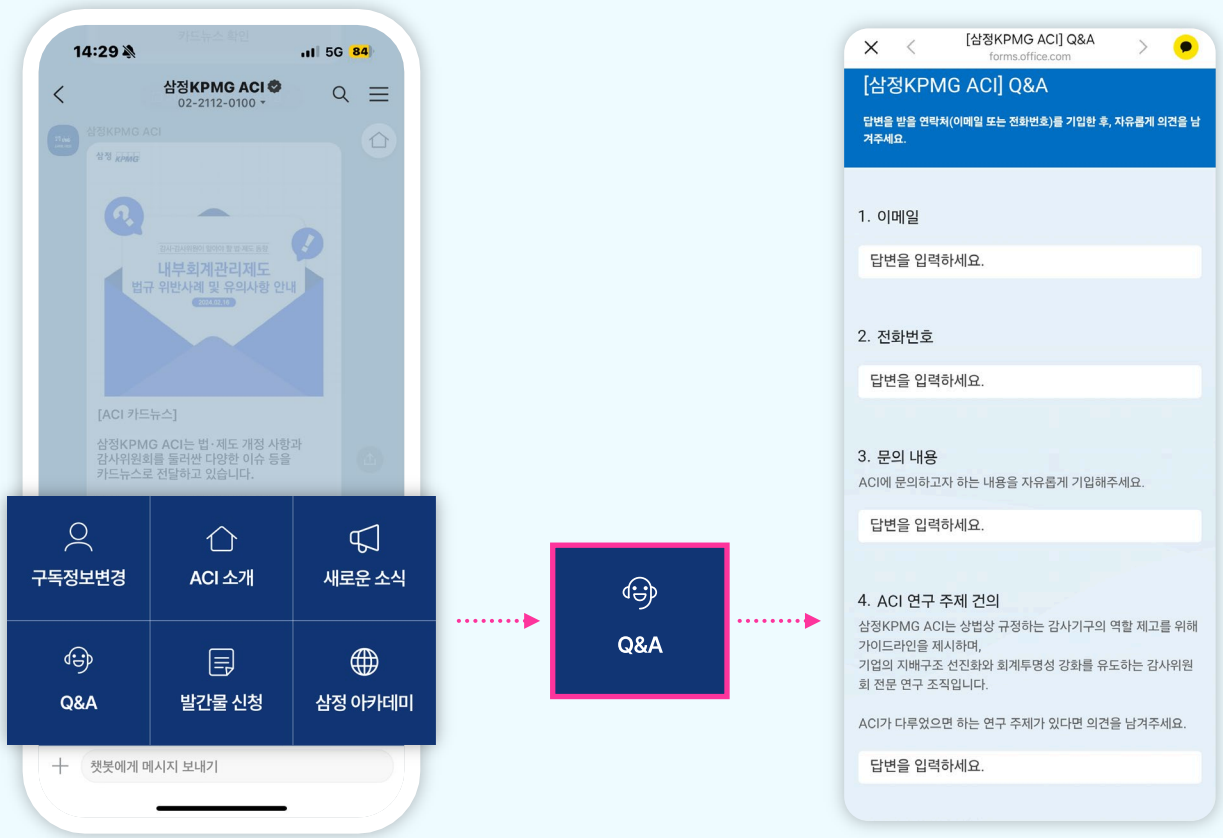 카드뉴스 확인
14:29
5G 84
삼정KPMG ACI
02-2112-0100
삼정KPMG ACI
삼정 KPMG
내부회계관리제도
법규 위반사례 및 유의사항 안내
2024.02.19
[ACI 카드뉴스]
삼정KPMG ACI는 법·제도 개정 사항과
감사위원회를 둘러싼 다양한 이슈 등을
카드뉴스로 전달하고 있습니다.
구독정보변경
ACI 소개
새로운 소식
Q&A
발간물 신청
삼정 아카데미
챗봇에게 메시지 보내기
Q&A
[삼정KPMG ACI] Q&A
forms.office.com
[삼정KPMG ACI] Q&A
답변을 받을 연락처(이메일 또는 전화번호)를 기입한 후, 자유롭게 의견을 남
겨주세요.
1. 이메일
답변을 입력하세요.
2. 전화번호
답변을 입력하세요.
3. 문의 내용
ACI에 문의하고자 하는 내용을 자유롭게 기입해주세요.
답변을 입력하세요.
4. ACI 연구 주제 건의
삼정KPMG ACI는 상법상 규정하는 감사기구의 역할 제고를 위해
가이드라인을 제시하며,
기업의 지배구조 선진화와 회계투명성 강화를 유도하는 감사위원
회 전문 연구 조직입니다.
ACI가 다루었으면 하는 연구 주제가 있다면 의견을 남겨주세요.
답변을 입력하세요.